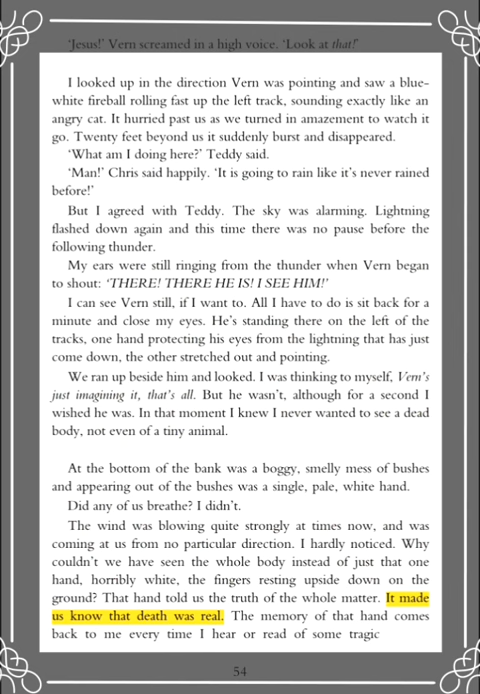 ‘Jesus!’ Vern screamed in a high voice. ‘Look at that!’
I looked up in the direction Vern was pointing and saw a blue-
white fireball rolling fast up the left track, sounding exactly like an
angry cat. It hurried past us as we turned in amazement to watch it
go. Twenty feet beyond us it suddenly burst and disappeared.
‘What am I doing here?’ Teddy said.
‘Man!’ Chris said happily. ‘It is going to rain like it’s never rained
before!’
But I agreed with Teddy. The sky was alarming. Lightning
flashed down again and this time there was no pause before the
following thunder.
My ears were still ringing from the thunder when Vern began
to shout: ‘THERE! THERE HE IS! I SEE HIM!’
I can see Vern still, if I want to. All I have to do is sit back for a
minute and close my eyes. He’s standing there on the left of the
tracks, one hand protecting his eyes from the lightning that has just
come down, the other stretched out and pointing.
We ran up beside him and looked. I was thinking to myself, Vern’s
just imagining it, that’s all. But he wasn’t, although for a second I
wished he was. In that moment I knew I never wanted to see a dead
body, not even of a tiny animal.
At the bottom of the bank was a boggy, smelly mess of bushes
and appearing out of the bushes was a single, pale, white hand.
Did any of us breathe? I didn’t.
The wind was blowing quite strongly at times now, and was
coming at us from no particular direction. I hardly noticed. Why
couldn’t we have seen the whole body instead of just that one
hand, horribly white, the fingers resting upside down on the
ground? That hand told us the truth of the whole matter. It made
us know that death was real. The memory of that hand comes
back to me every time I hear or read of some tragic
54